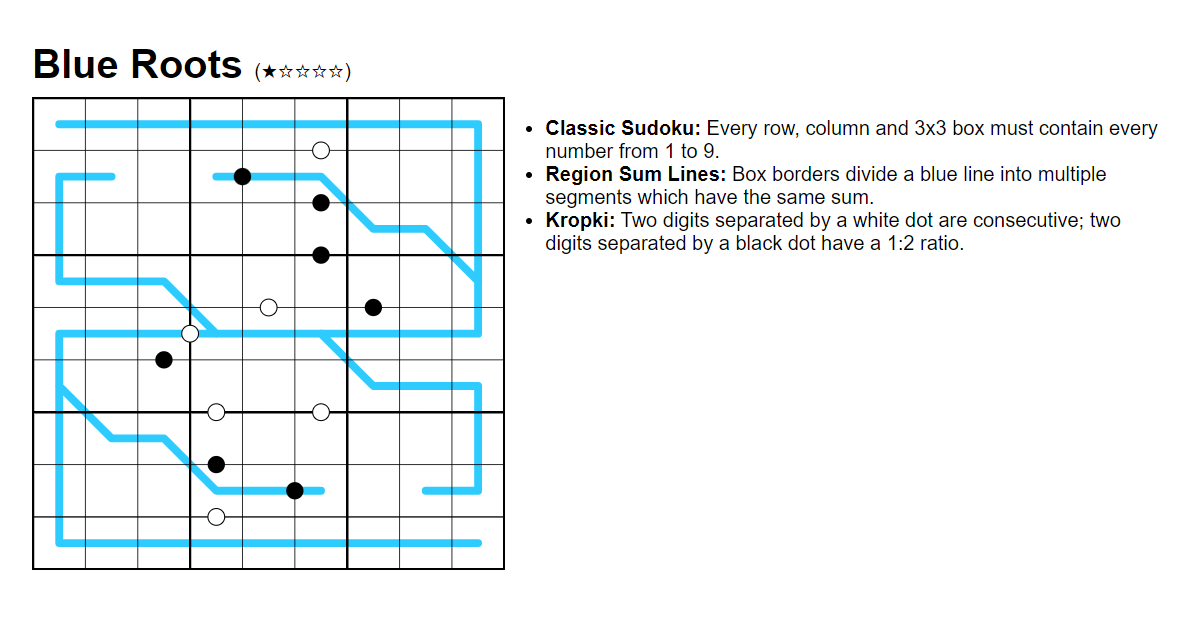 Blue Roots (★☆☆☆☆)
• Classic Sudoku: Every row, column and 3x3 box must contain every
number from 1 to 9.
• Region Sum Lines: Box borders divide a blue line into multiple
segments which have the same sum.
• Kropki: Two digits separated by a white dot are consecutive; two
digits separated by a black dot have a 1:2 ratio.